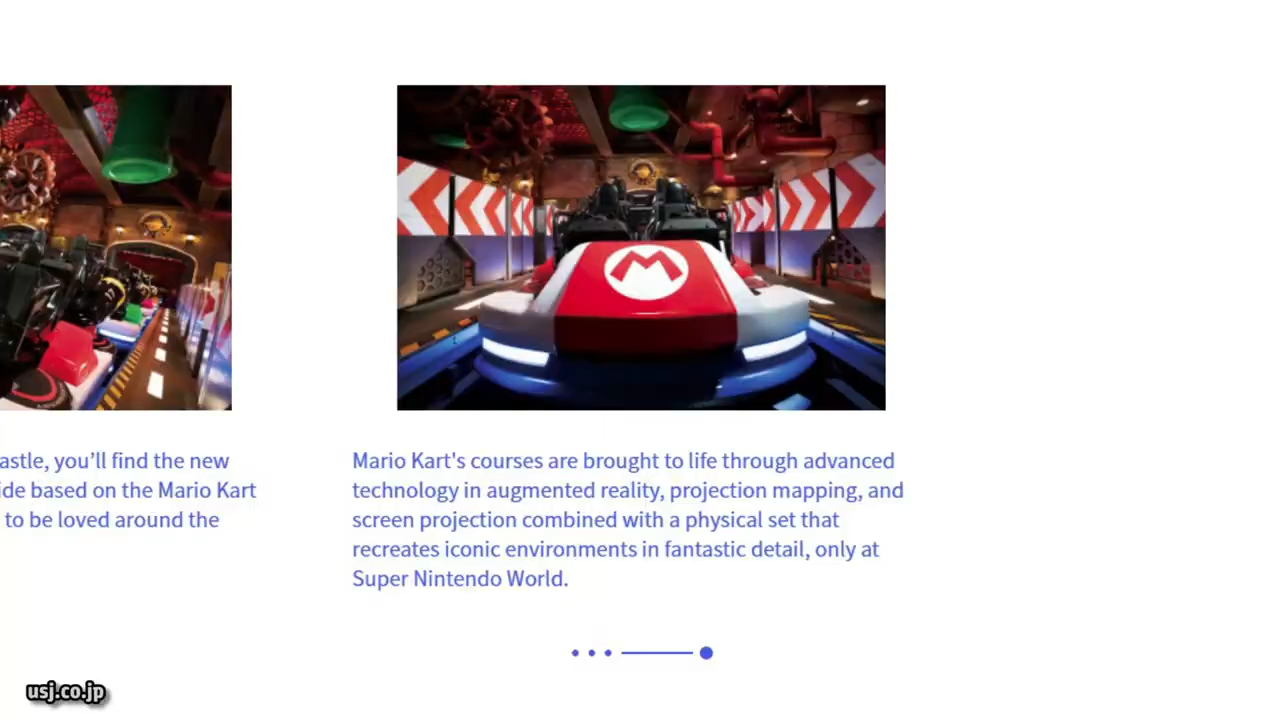 astle, you’ll find the new
ide based on the Mario Kart
to be loved around the
Mario Kart's courses are brought to life through advanced
technology in augmented reality, projection mapping, and
screen projection combined with a physical set that
recreates iconic environments in fantastic detail, only at
Super Nintendo World.
usj.co.jp